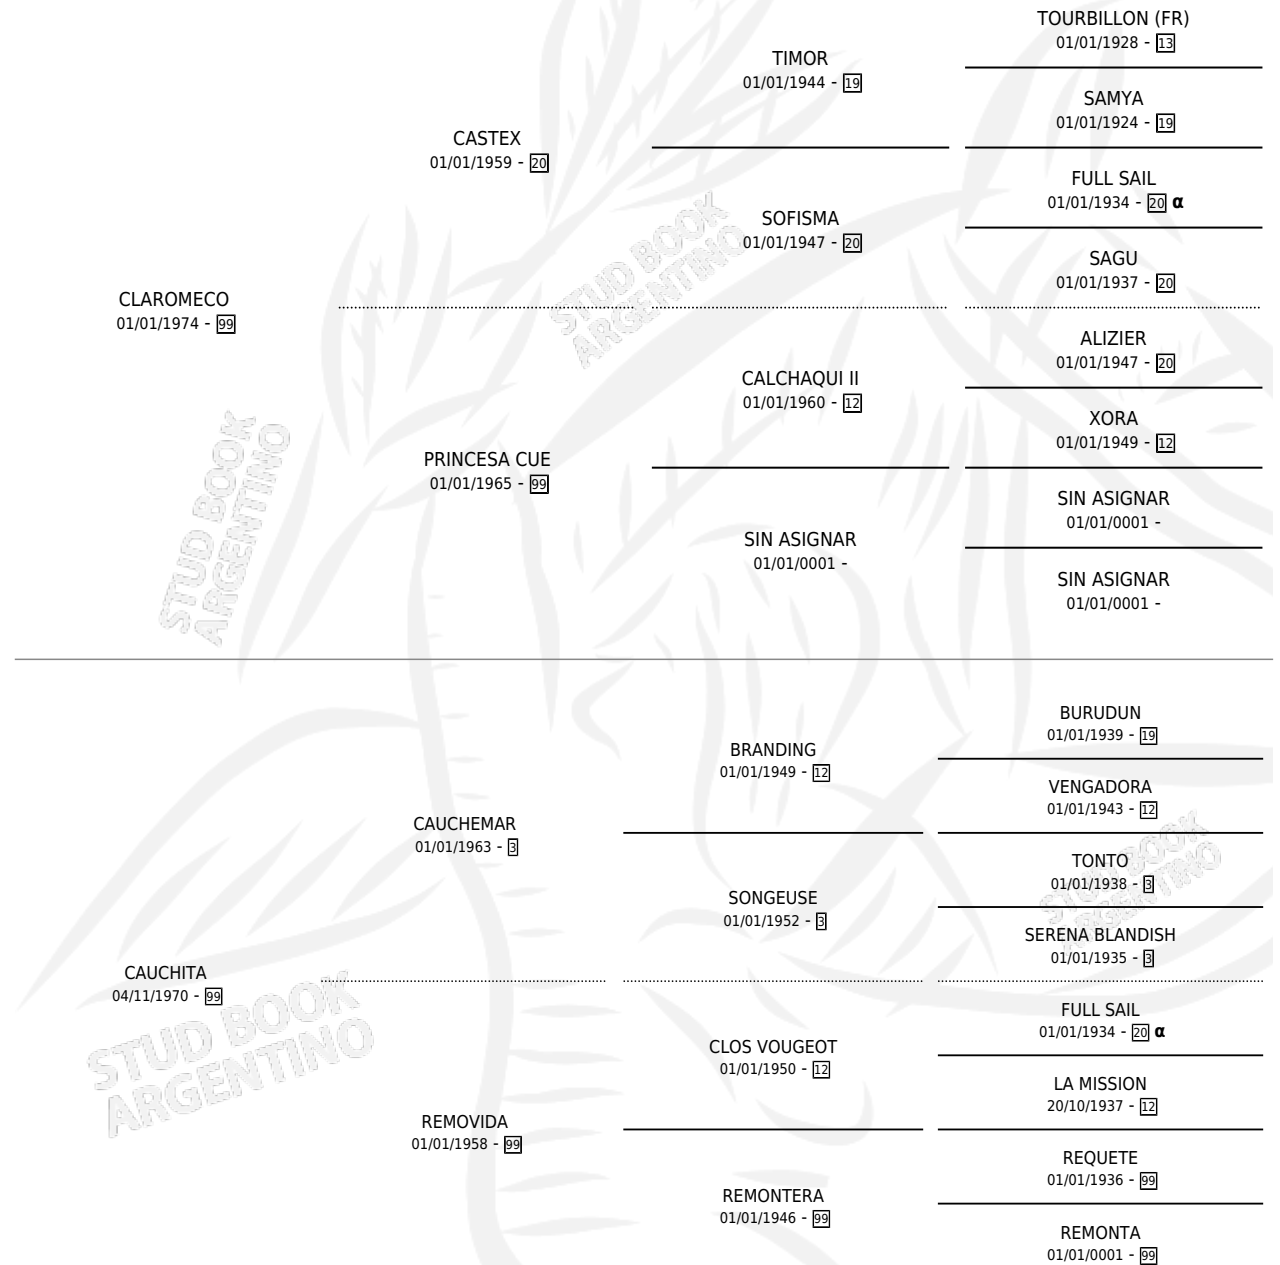 TOURBILLON (FR)
01/01/1928 - 13
TIMOR
01/01/1944 - 19
SAMYA
01/01/1924 - 19
CASTEX
01/01/1959 - 20
FULL SAIL
01/01/1934 - 20 α
SOFISMA
01/01/1947 - 20
SAGU
01/01/1937 - 20
CLAROMECO
01/01/1974 - 99
ALIZIER
01/01/1947 - 20
CALCHAQUI II
01/01/1960 - 12
XORA
01/01/1949 - 12
PRINCESA CUE
01/01/1965 - 99
SIN ASIGNAR
01/01/0001 -
SIN ASIGNAR
01/01/0001 -
SIN ASIGNAR
01/01/0001 -
BURUDUN
01/01/1939 - 19
BRANDING
01/01/1949 - 12
VENGADORA
01/01/1943 - 12
CAUCHEMAR
01/01/1963 - 3
TONTO
01/01/1938 - 3
SONGEUSE
01/01/1952 - 3
SERENA BLANDISH
01/01/1935 - 3
CAUCHITA
04/11/1970 - 99
FULL SAIL
01/01/1934 - 20 α
CLOS VOUGEOT
01/01/1950 - 12
LA MISSION
20/10/1937 - 12
REMOVIDA
01/01/1958 - 99
REQUETE
01/01/1936 - 99
REMONTERA
01/01/1946 - 99
REMONTA
01/01/0001 - 99
STUD BOOK
ARGENTINO
STUD BOOK
ARGENTINO
STUD BOOK
ARGENTINO
STUD BOOK
ARGENTINO